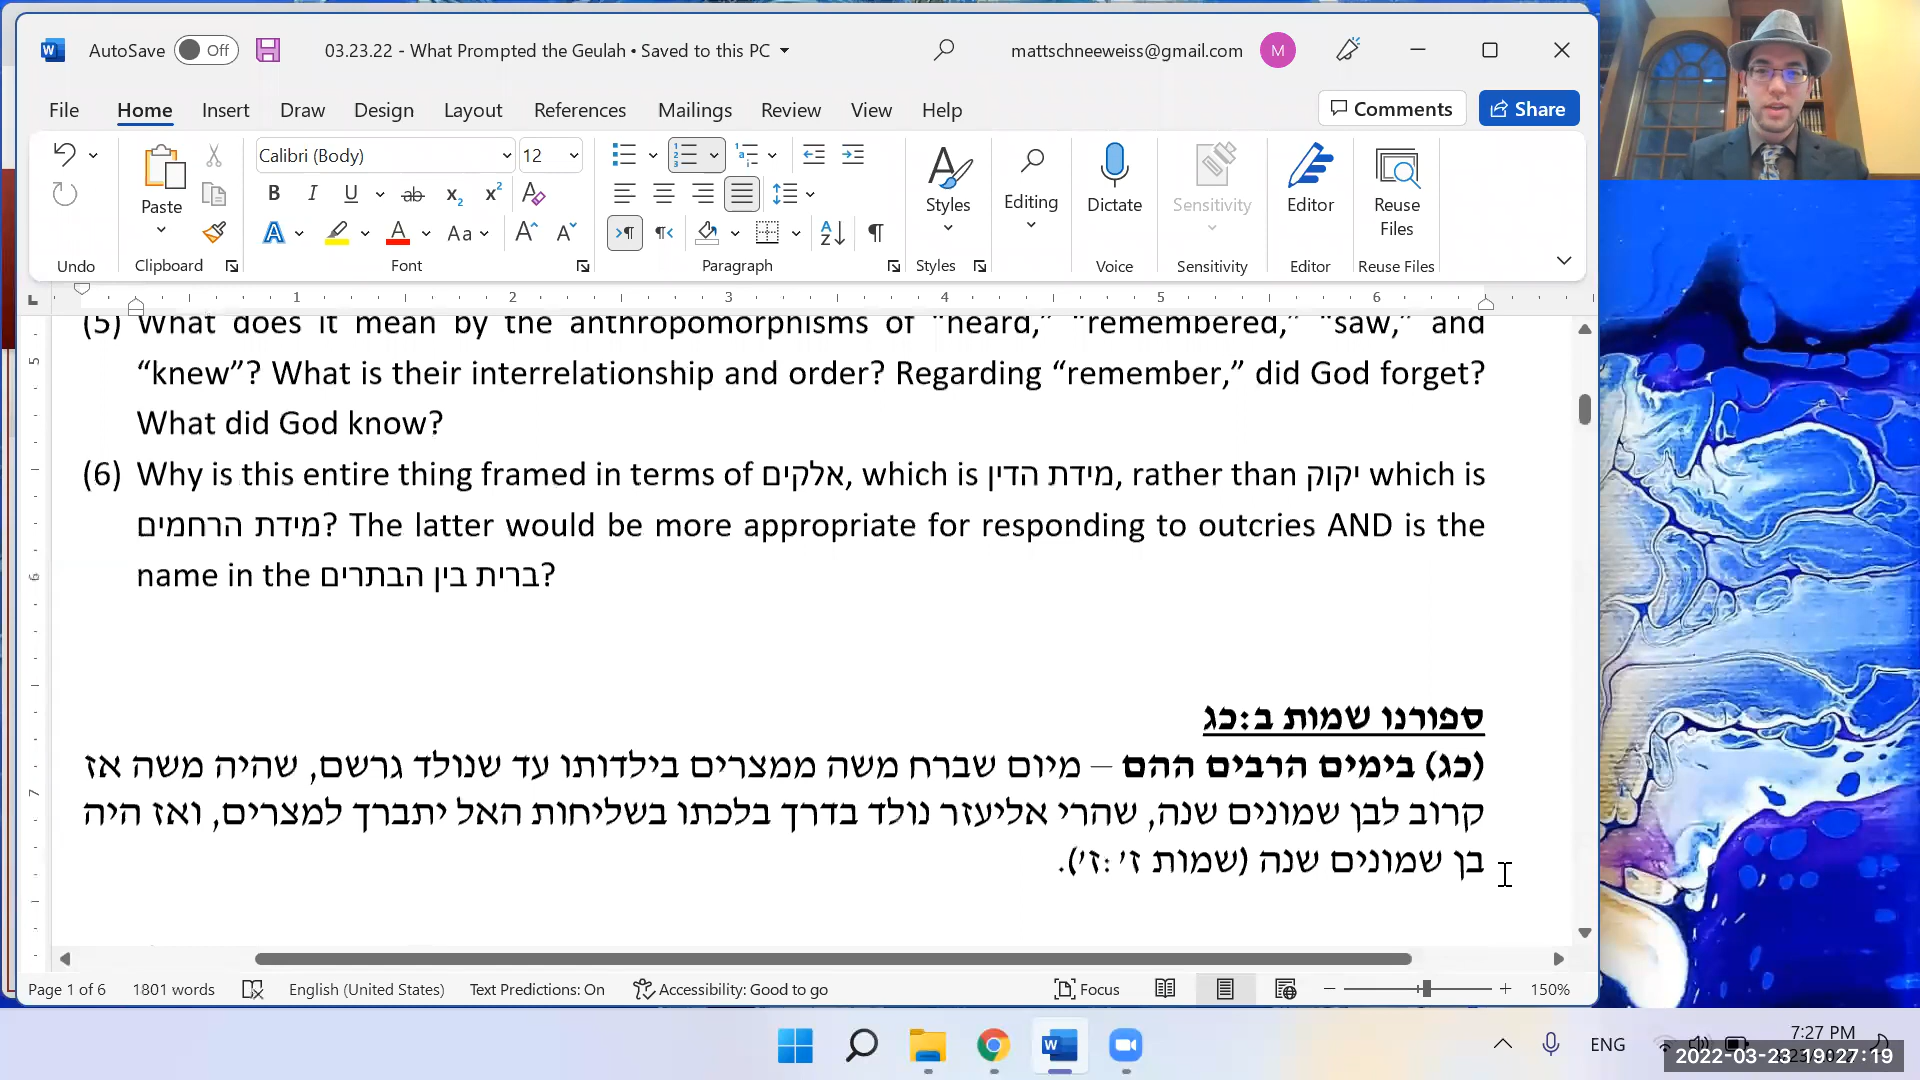 AutoSave Off 03.23.22 - What Prompted the Geulah • Saved to this PC mattschneeweiss@gmail.com M
File Home Insert Draw Design Layout References Mailings Review View Help Comments Share
Calibri (Body) 12
Paste Styles Editing Dictate Sensitivity Editor Reuse Files
Undo Clipboard Font Paragraph Styles Voice Sensitivity Editor Reuse Files
1 2 3 4 5 6
(5) What does it mean by the anthropomorphisms of “heard,” “remembered,” “saw,” and
“knew”? What is their interrelationship and order? Regarding “remember,” did God forget?
What did God know?
(6) Why is this entire thing framed in terms of אלקים, which is מידת הדין, rather than יקוק which is
מידת הרחמים? The latter would be more appropriate for responding to outcries AND is the
name in the ברית בין הבתרים?
ספורנו שמות ב:כג
(כג) בימים הרבים ההם – מיום שברח משה ממצרים בילדותו עד שנולד גרשם, שהיה משה אז
קרוב לבן שמונים שנה, שהרי אליעזר נולד בדרך בלכתו בשליחות האל יתברך למצרים, ואז היה
בן שמונים שנה (שמות ז׳:ז׳).
Page 1 of 6 1801 words English (United States) Text Predictions: On Accessibility: Good to go Focus 150%
ENG 7:27 PM
2022-03-23 19:27:19